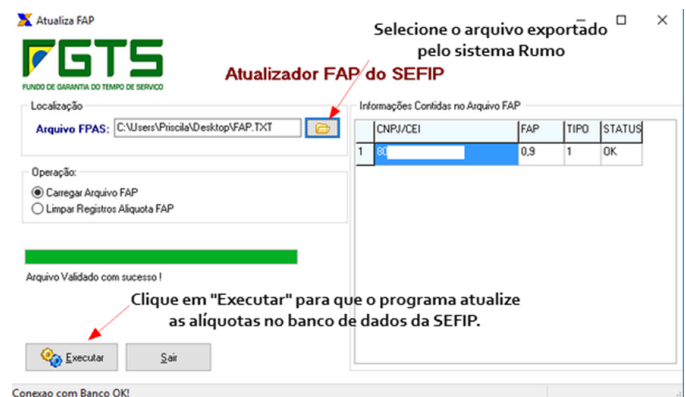 Atualiza FAP
Selecione o arquivo exportado
pelo sistema Rumo
FGTS
FUNDO DE GARANTIA DO TEMPO DE SERVIÇO
Atualizador FAP do SEFIP
Localização
Arquivo FPAS: C:\Users\Priscila\Desktop\FAP.TXT
Informações Contidas no Arquivo FAP
CNPJ/CEI FAP TIPO STATUS
1 80 0,9 1 OK
Operação:
Carregar Arquivo FAP
Limpar Registros Aliquota FAP
Arquivo Validado com sucesso !
Clique em "Executar" para que o programa atualize
as alíquotas no banco de dados da SEFIP.
Executar Sair
Conexao com Banco OK!